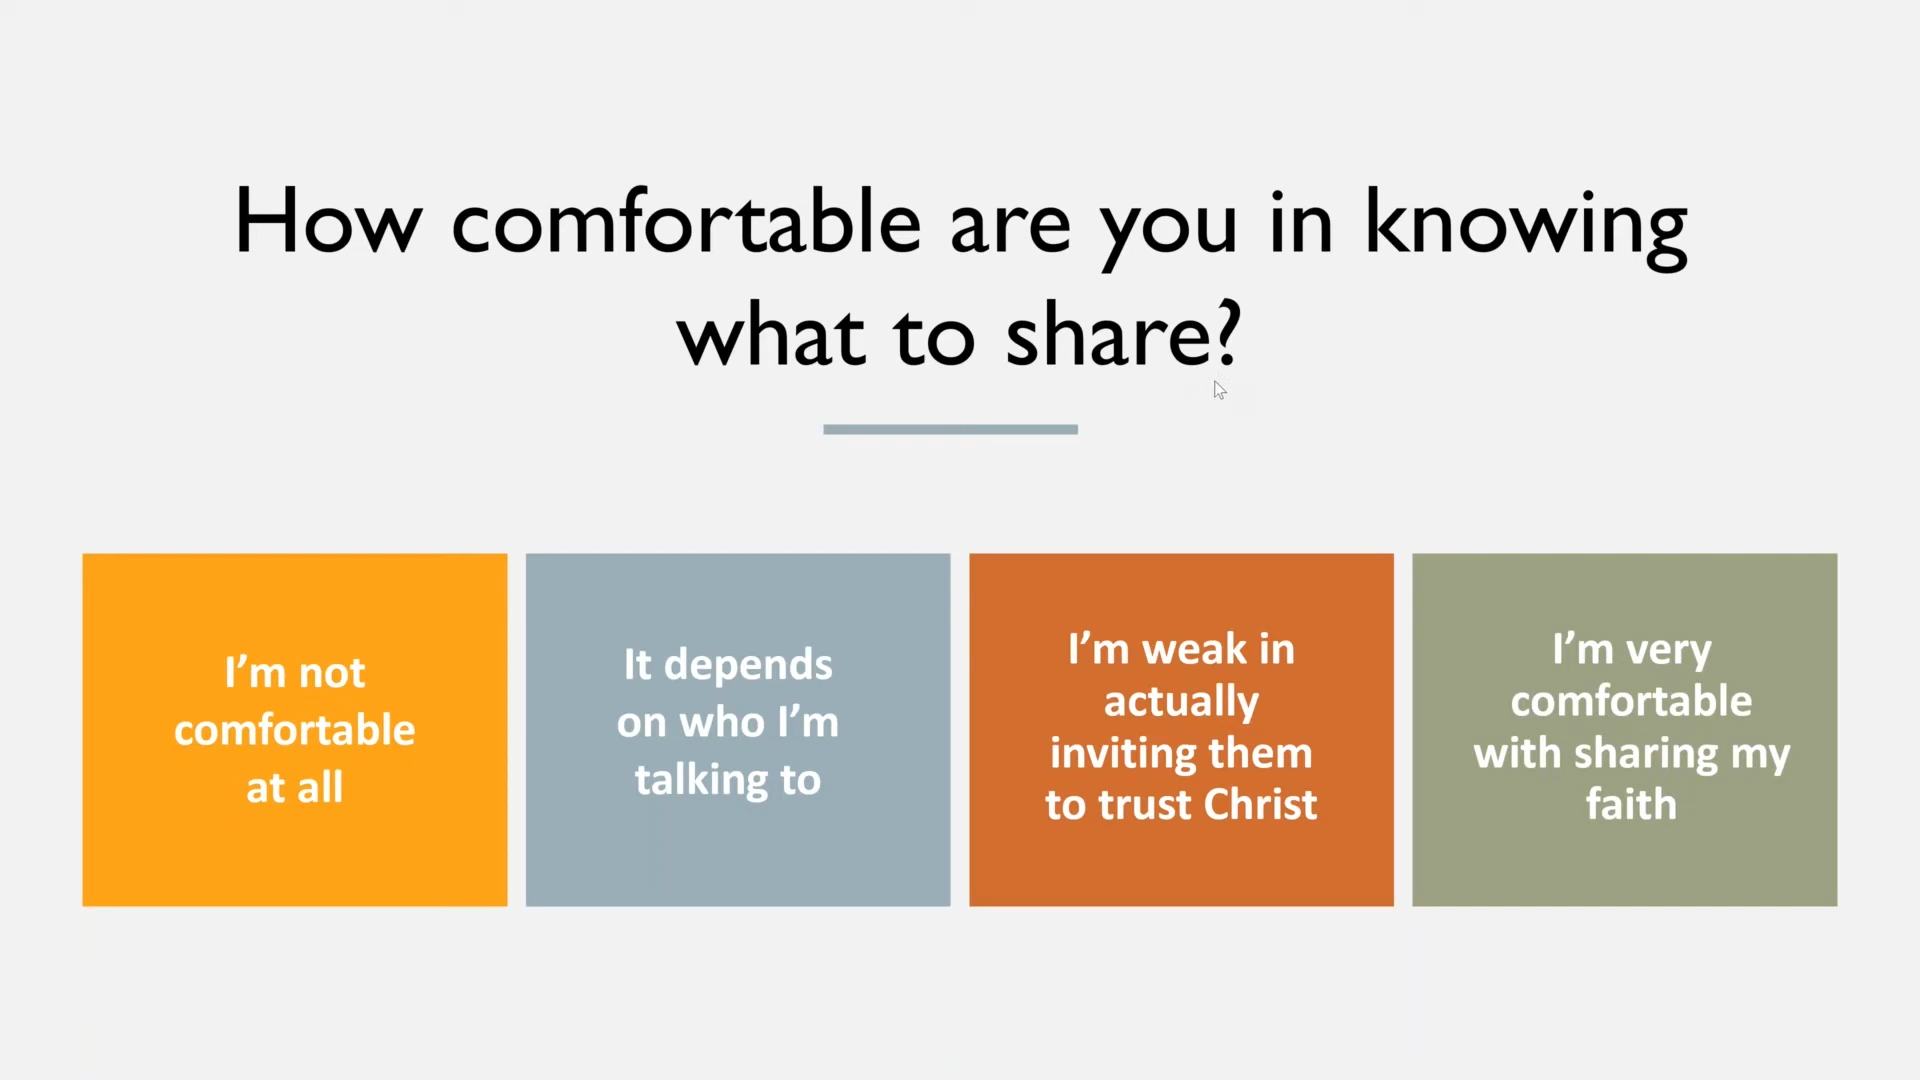 How comfortable are you in knowing
what to share?
I’m not
comfortable
at all
It depends
on who I’m
talking to
I’m weak in
actually
inviting them
to trust Christ
I’m very
comfortable
with sharing my
faith